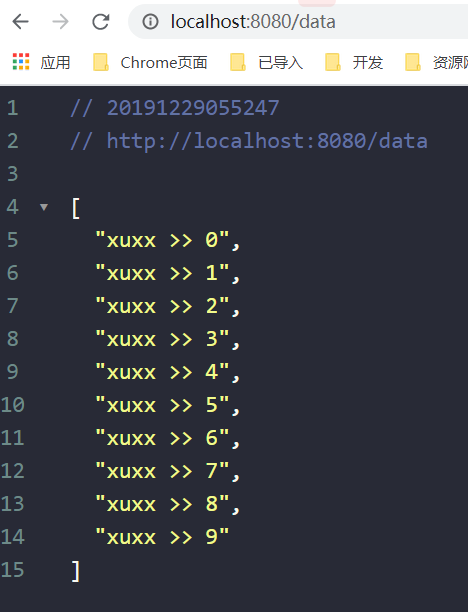 localhost:8080/data
应用 Chrome页面 已导入 开发 资源网
1 // 20191229055247
2 // http://localhost:8080/data
3
4 [
5 "xuxx >> 0",
6 "xuxx >> 1",
7 "xuxx >> 2",
8 "xuxx >> 3",
9 "xuxx >> 4",
10 "xuxx >> 5",
11 "xuxx >> 6",
12 "xuxx >> 7",
13 "xuxx >> 8",
14 "xuxx >> 9"
15 ]